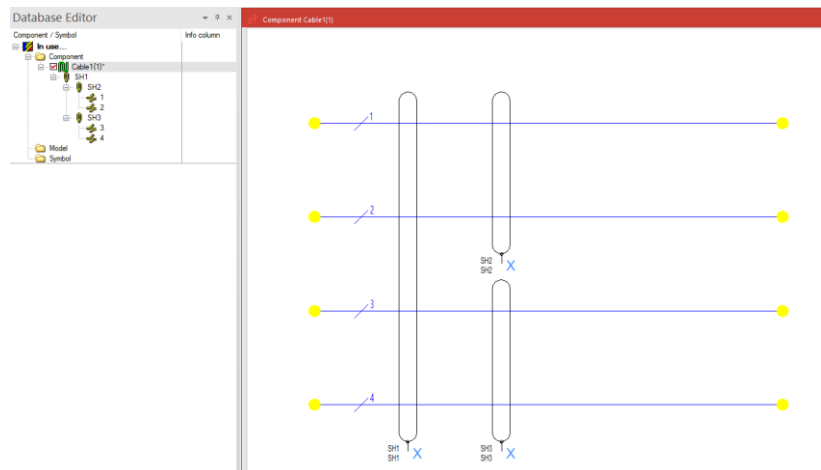 Database Editor
Component / Symbol Info column
In use...
Component
Cable1(1)*
SH1
SH2
1
2
SH3
3
4
Model
Symbol
Component Cable1(1)
1
2
SH2
SH2
X
3
4
SH1
SH1
X
SH3
SH3
X